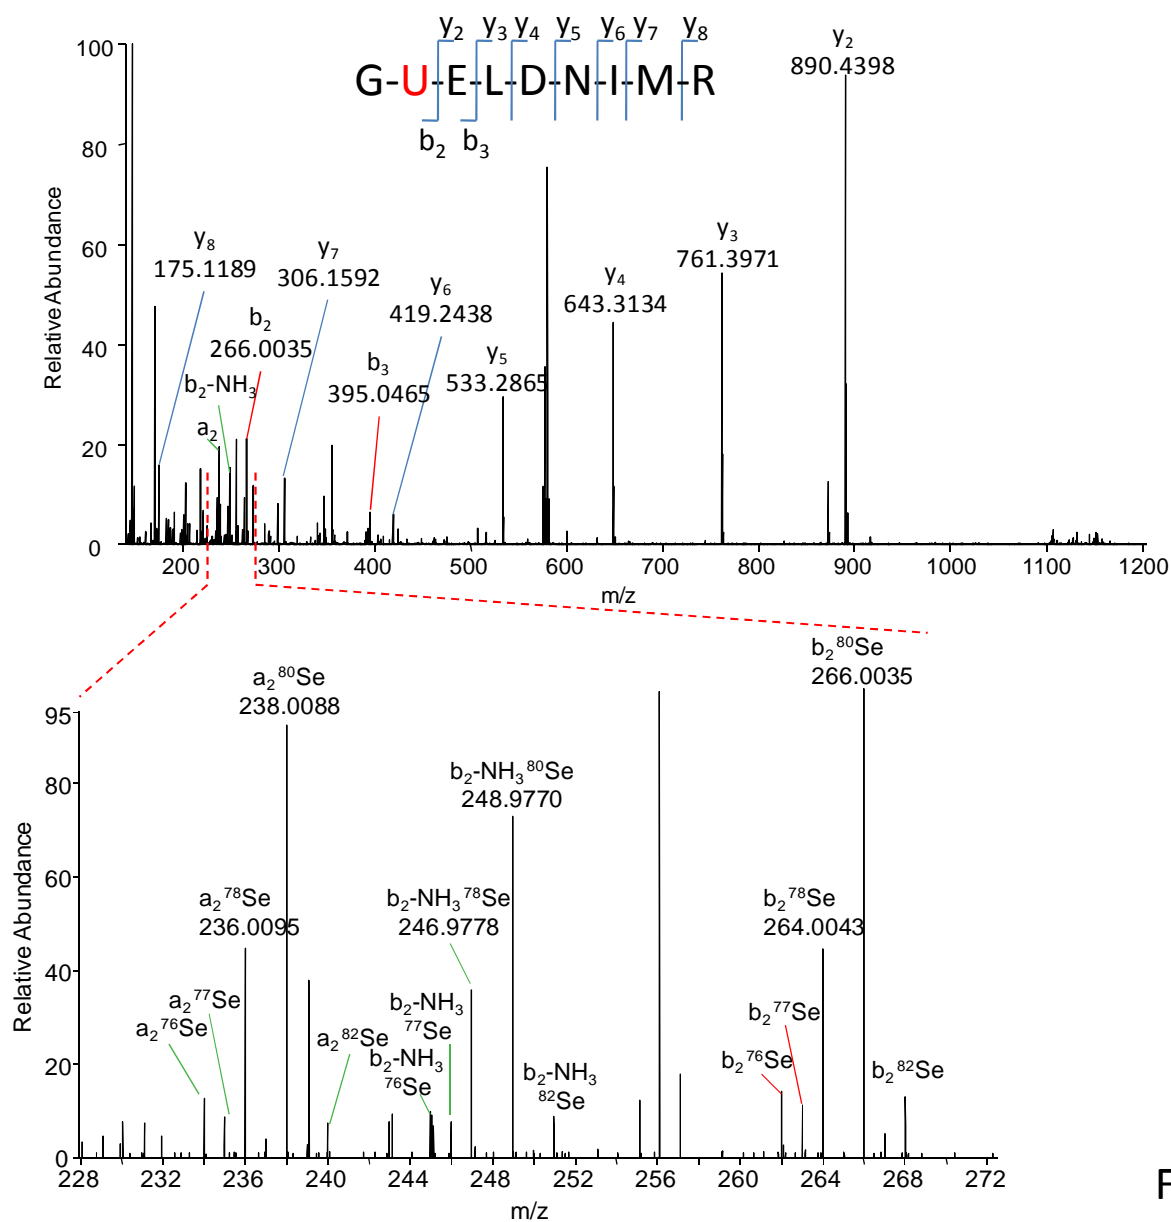 y2 y3 y4 y5 y6 y7 y8
G-U-E-L-D-N-I-M-R
b2 b3
100
80
60
40
20
0
Relative Abundance
y8
175.1189
b2
266.0035
b2-NH3
a2
y7
306.1592
b3
395.0465
y6
419.2438
y5
533.2865
y4
643.3134
y3
761.3971
y2
890.4398
200 300 400 500 600 700 800 900 1000 1100 1200
m/z
95
80
60
40
20
0
Relative Abundance
a2 76Se
a2 77Se
a2 78Se
236.0095
a2 80Se
238.0088
a2 82Se
b2-NH3
76Se
b2-NH3
77Se
b2-NH3 78Se
246.9778
b2-NH3 80Se
248.9770
b2-NH3
82Se
b2 76Se
b2 77Se
b2 78Se
264.0043
b2 80Se
266.0035
b2 82Se
228 232 236 240 244 248 252 256 260 264 268 272
m/z
F